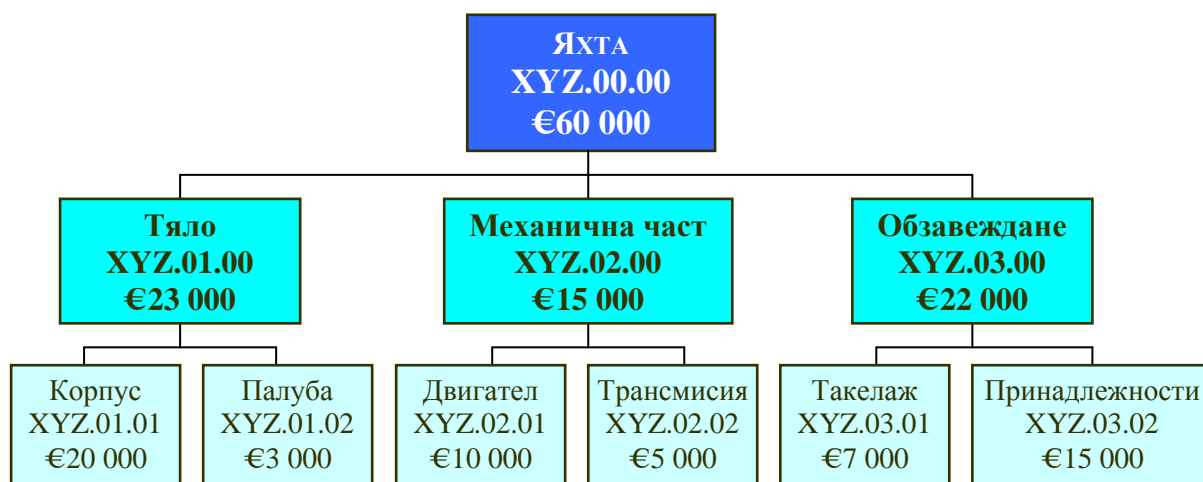 Яхта
XYZ.00.00
€60 000
Тяло
XYZ.01.00
€23 000
Механична част
XYZ.02.00
€15 000
Обзавеждане
XYZ.03.00
€22 000
Корпус
XYZ.01.01
€20 000
Палуба
XYZ.01.02
€3 000
Двигател
XYZ.02.01
€10 000
Трансмисия
XYZ.02.02
€5 000
Такелаж
XYZ.03.01
€7 000
Принадлежности
XYZ.03.02
€15 000